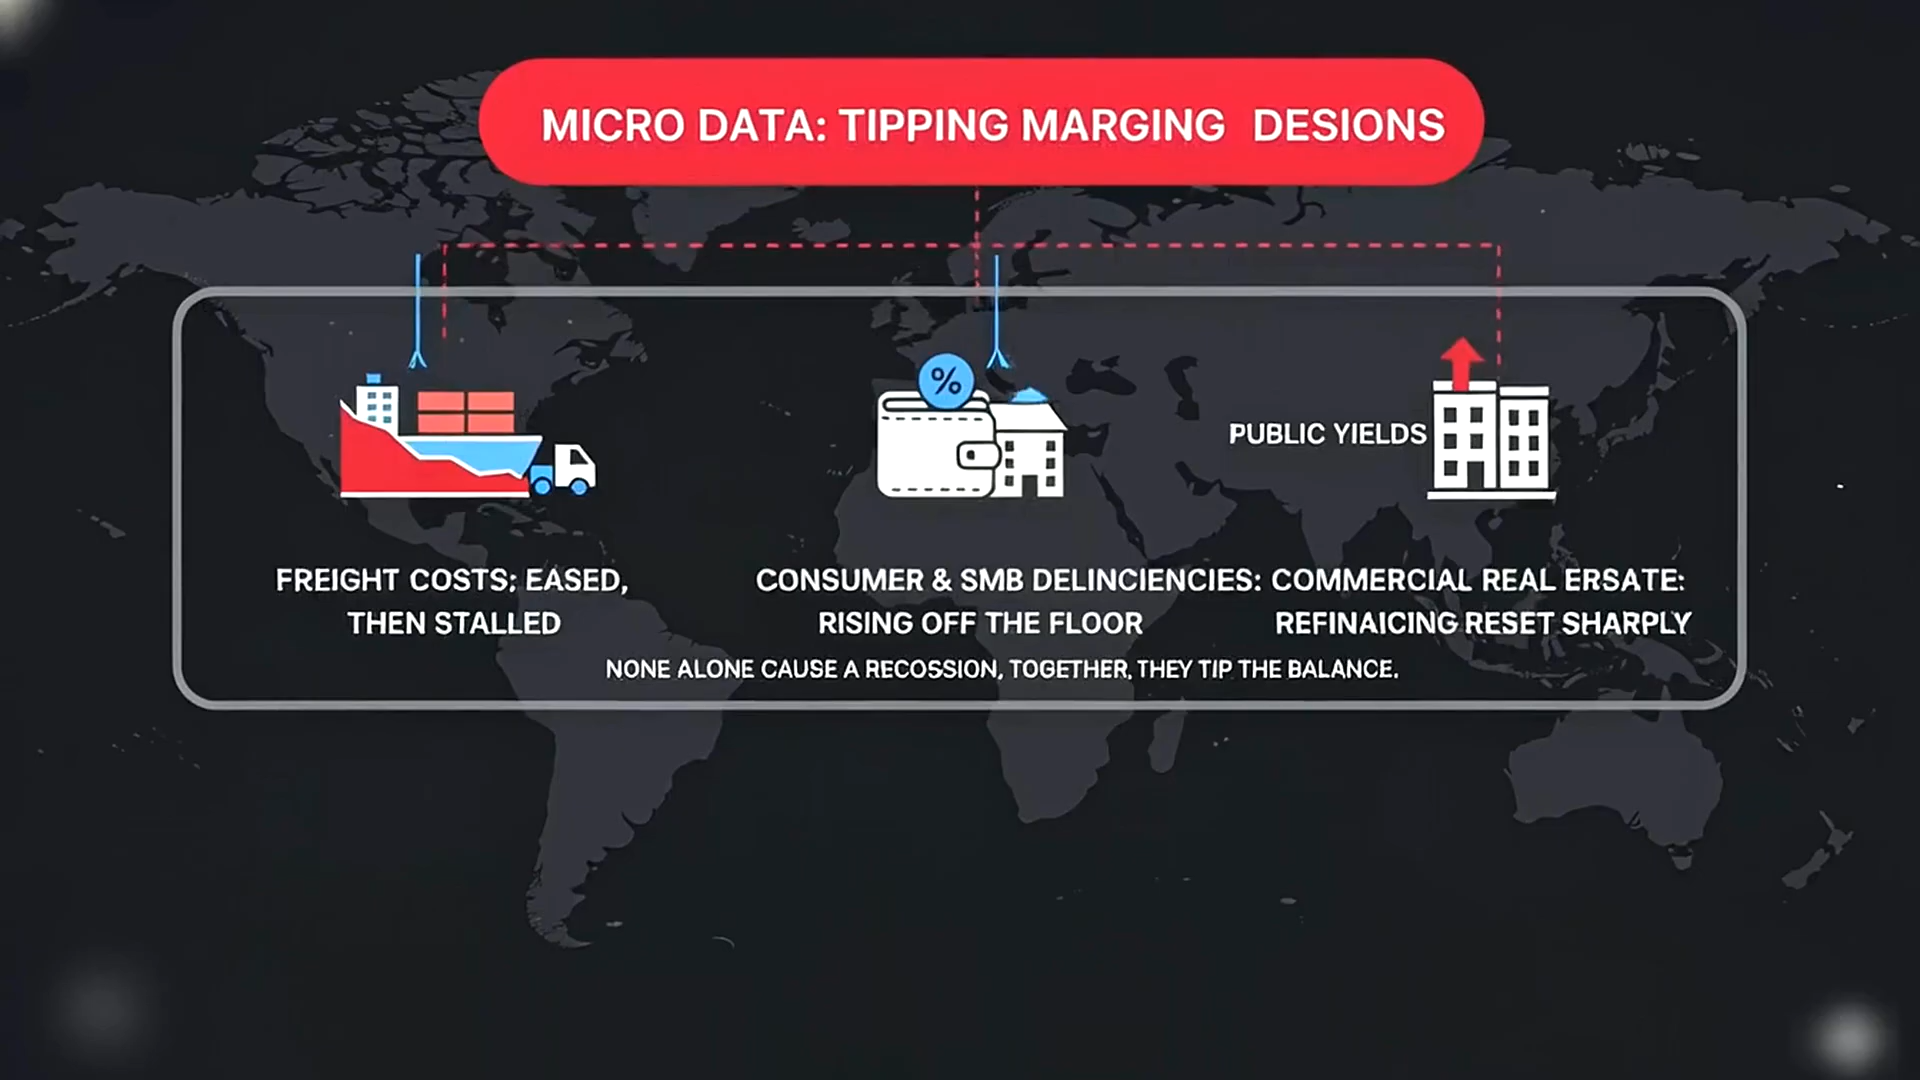 MICRO DATA: TIPPING MARGING DESIONS
%
PUBLIC YIELDS
FREIGHT COSTS; EASED,
THEN STALLED
CONSUMER & SMB DELINCIENCIES:
RISING OFF THE FLOOR
COMMERCIAL REAL ERSATE:
REFINAICING RESET SHARPLY
NONE ALONE CAUSE A RECOSSION, TOGETHER, THEY TIP THE BALANCE.